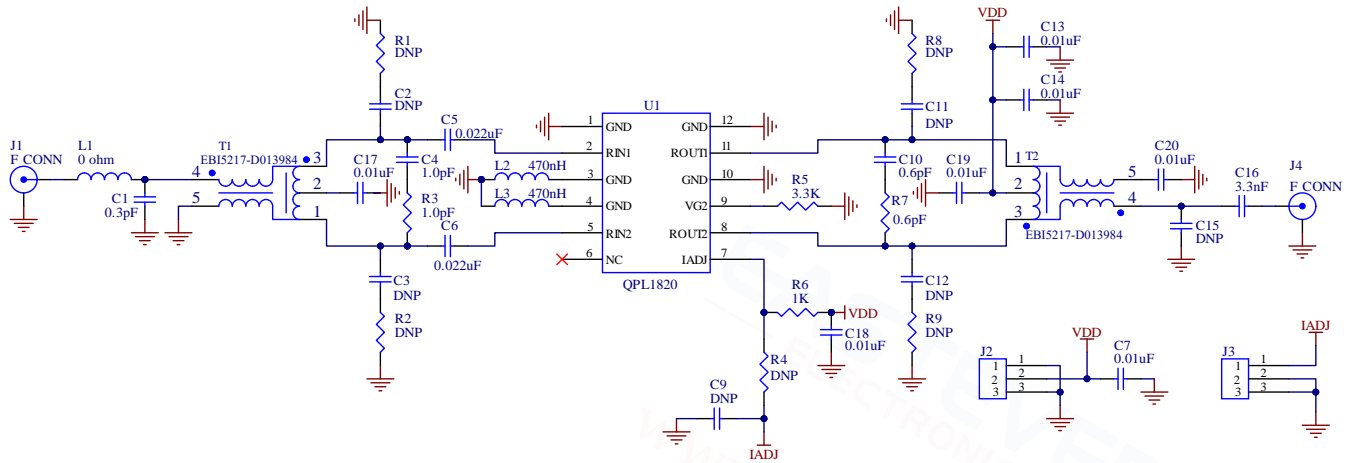 J1
F CONN
L1
0 ohm
C1
0.3pF
T1
EBI5217-D013984
4
5
3
2
1
R1
DNP
C2
DNP
C5
0.022uF
C17
0.01uF
C4
1.0pF
R3
1.0pF
C6
0.022uF
C3
DNP
R2
DNP
L2
470nH
L3
470nH
U1
1
GND
2
RIN1
3
GND
4
GND
5
RIN2
6
NC
GND
12
ROUT1
11
GND
10
VG2
9
ROUT2
8
IADJ
7
QPL1820
R5
3.3K
R6
1K
VDD
C18
0.01uF
R4
DNP
C9
DNP
IADJ
R8
DNP
C11
DNP
C10
0.6pF
R7
0.6pF
C19
0.01uF
C12
DNP
R9
DNP
VDD
C13
0.01uF
C14
0.01uF
T2
1
2
3
5
4
EBI5217-D013984
C20
0.01uF
C16
3.3nF
C15
DNP
J4
F CONN
J2
1
2
3
1
2
3
VDD
C7
0.01uF
J3
1
2
3
1
2
3
IADJ